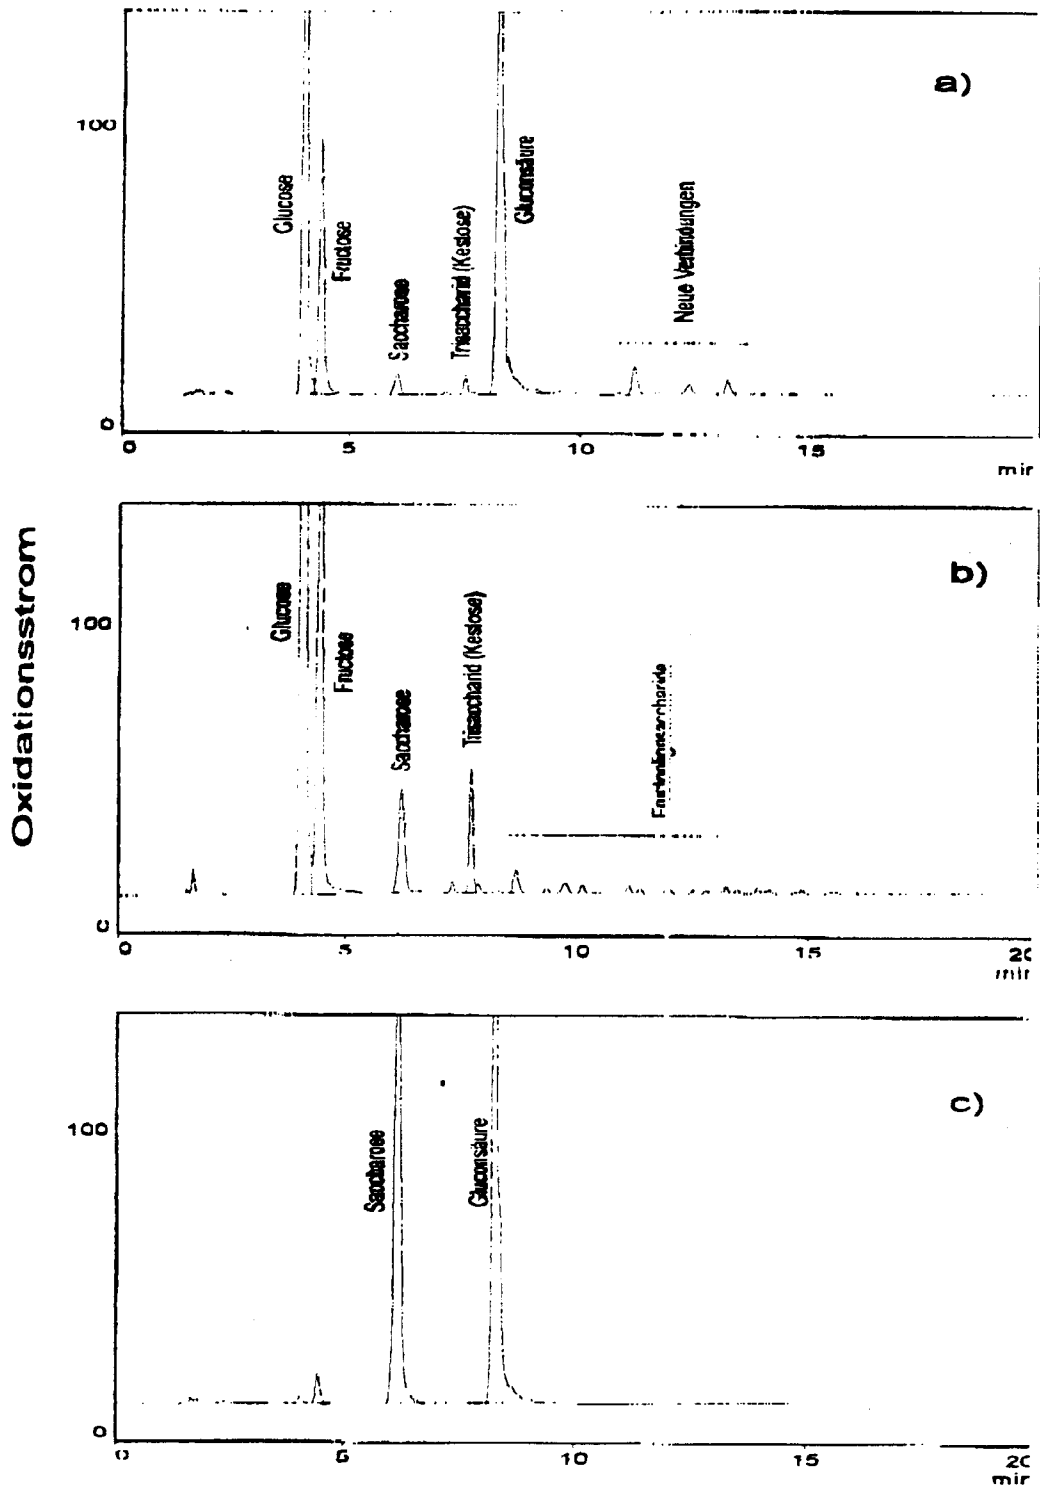 Oxidationsstrom
a)
100
0
Glucose
Fructose
Saccharose
Trisaccharid (Kestose)
Gluconsäure
Neue Verbindungen
0
5
10
15
min
b)
100
0
Glucose
Fructose
Saccharose
Trisaccharid (Kestose)
Fructooligosaccharide
0
5
10
15
20
min
c)
100
0
Saccharose
Gluconsäure
0
5
10
15
20
min